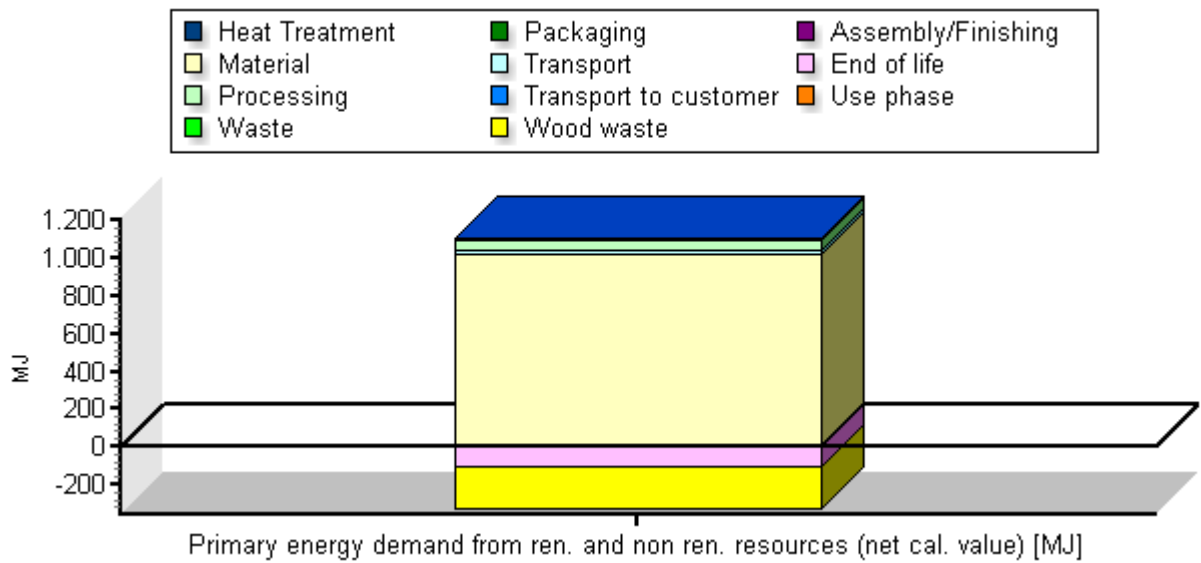 Heat Treatment Packaging Assembly/Finishing
Material Transport End of life
Processing Transport to customer Use phase
Waste Wood waste
1.200
1.000
800
600
400
200
0
-200
MJ
Primary energy demand from ren. and non ren. resources (net cal. value) [MJ]